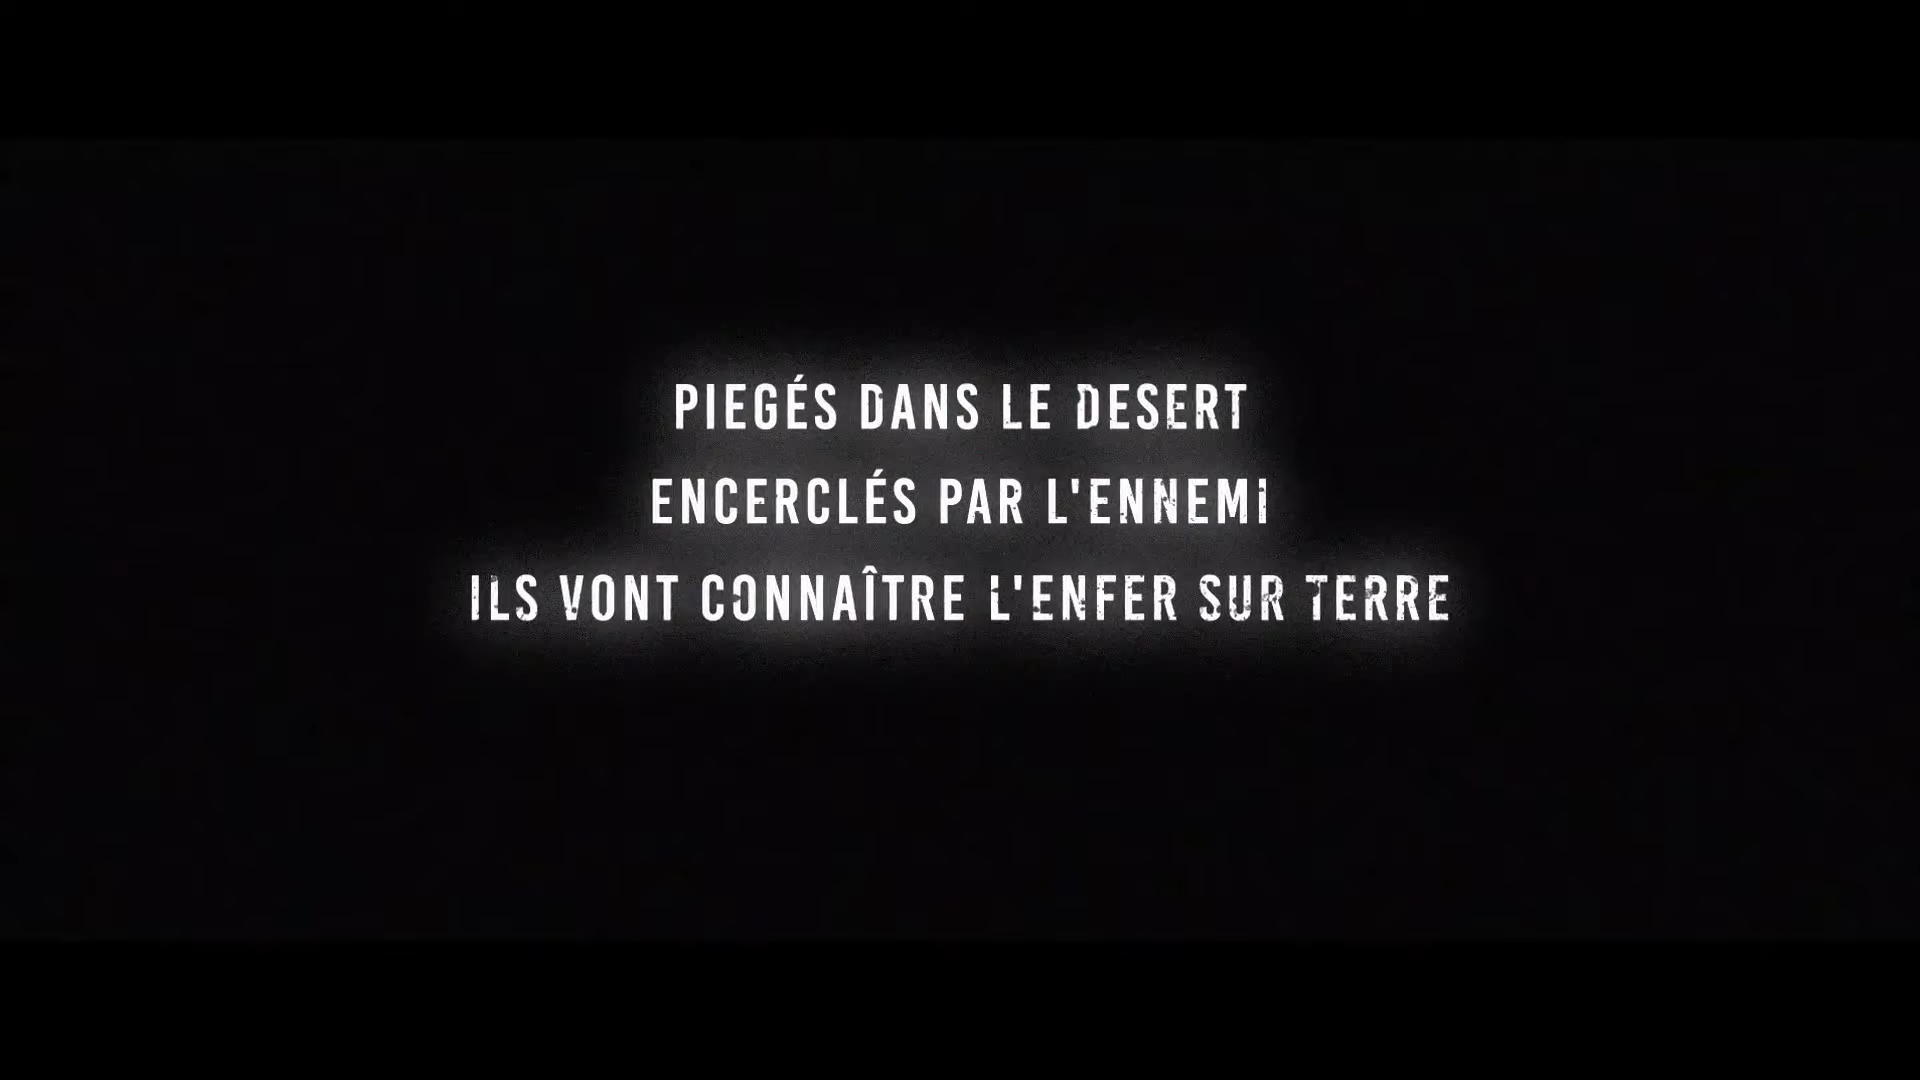 PIEGÉS DANS LE DESERT
ENCERCLÉS PAR L'ENNEMI
ILS VONT CONNAÎTRE L'ENFER SUR TERRE